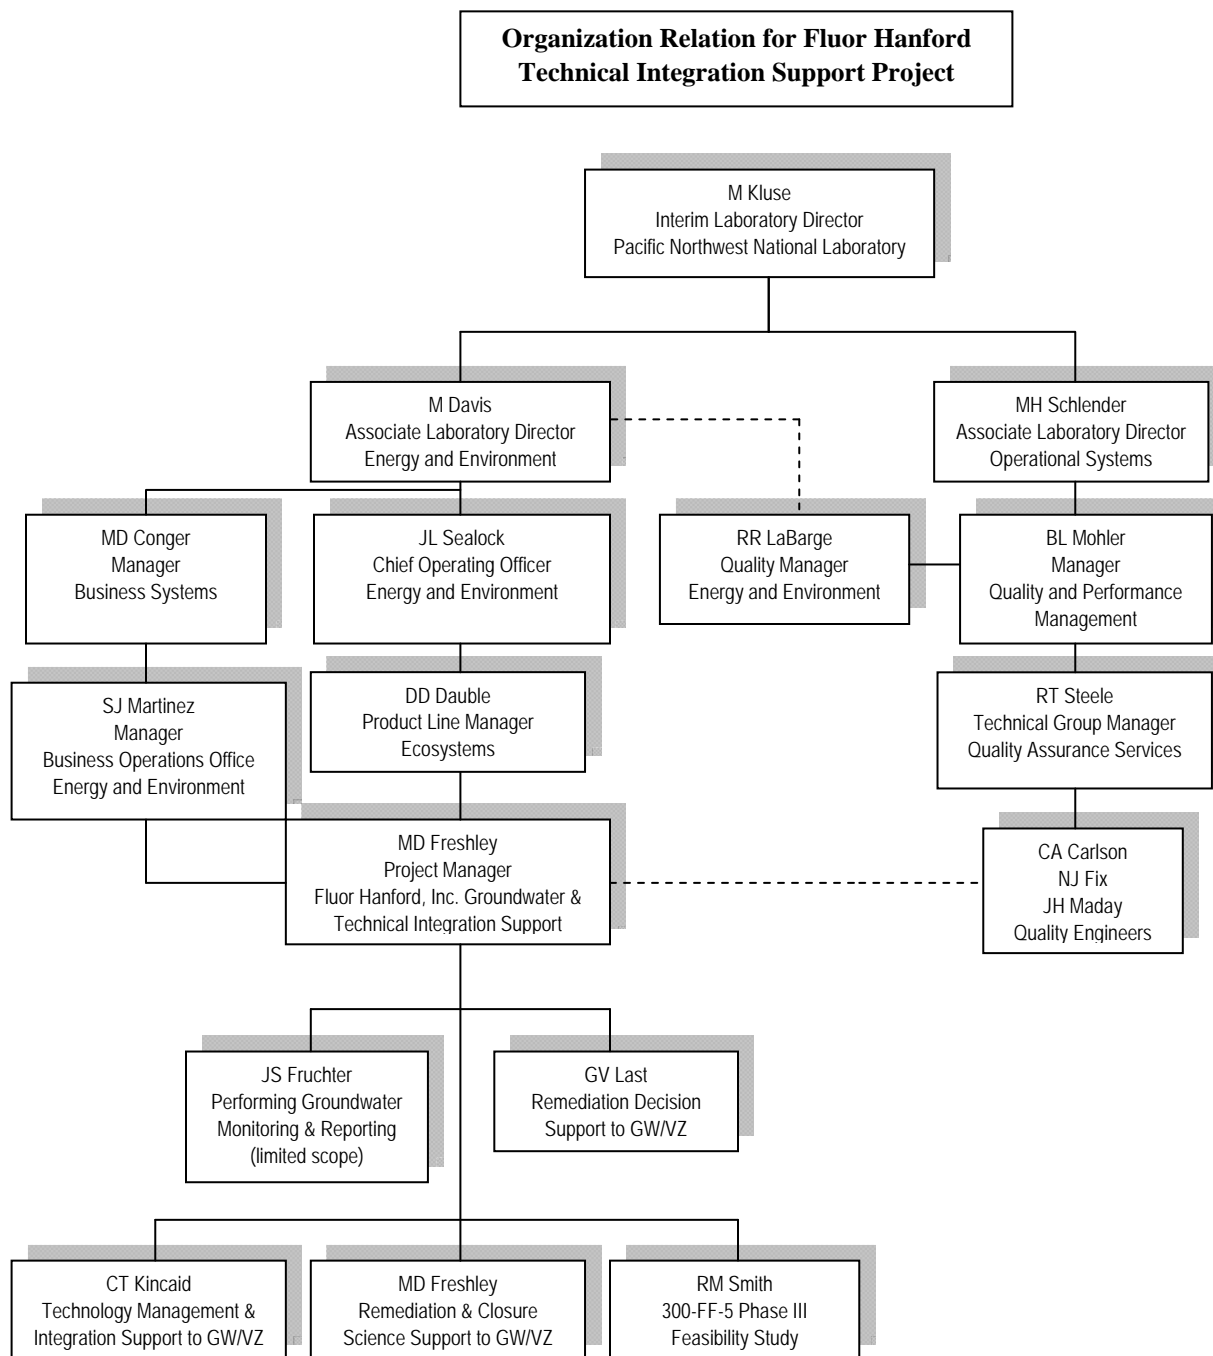 Organization Relation for Fluor Hanford
Technical Integration Support Project
M Kluse
Interim Laboratory Director
Pacific Northwest National Laboratory
M Davis
Associate Laboratory Director
Energy and Environment
MH Schlender
Associate Laboratory Director
Operational Systems
MD Conger
Manager
Business Systems
JL Sealock
Chief Operating Officer
Energy and Environment
RR LaBarge
Quality Manager
Energy and Environment
BL Mohler
Manager
Quality and Performance
Management
SJ Martinez
Manager
Business Operations Office
Energy and Environment
DD Dauble
Product Line Manager
Ecosystems
RT Steele
Technical Group Manager
Quality Assurance Services
MD Freshley
Project Manager
Fluor Hanford, Inc. Groundwater &
Technical Integration Support
CA Carlson
NJ Fix
JH Maday
Quality Engineers
JS Fruchter
Performing Groundwater
Monitoring & Reporting
(limited scope)
GV Last
Remediation Decision
Support to GW/VZ
CT Kincaid
Technology Management &
Integration Support to GW/VZ
MD Freshley
Remediation & Closure
Science Support to GW/VZ
RM Smith
300-FF-5 Phase III
Feasibility Study